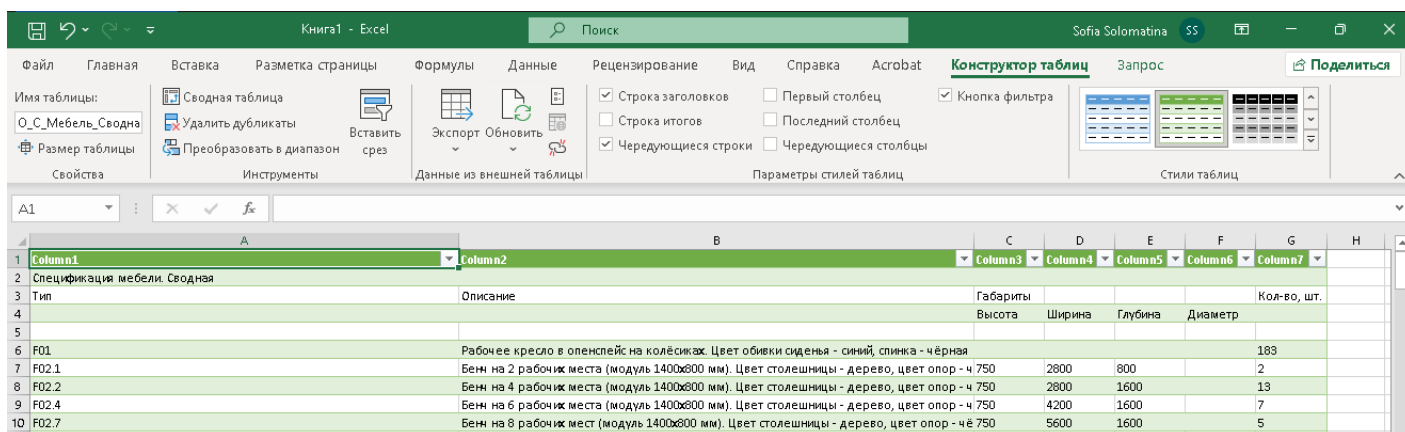 Книга1 - Excel
Поиск
Sofia Solomatina
SS
Файл Главная Вставка Разметка страницы Формулы Данные Рецензирование Вид Справка Acrobat Конструктор таблиц Запрос Поделиться
Имя таблицы:
О_С_Мебель_Сводна
Размер таблицы
Свойства
Сводная таблица
Удалить дубликаты
Преобразовать в диапазон
Вставить срез
Инструменты
Экспорт Обновить
Данные из внешней таблицы
Строка заголовков
Строка итогов
Чередующиеся строки
Первый столбец
Последний столбец
Чередующиеся столбцы
Кнопка фильтра
Параметры стилей таблиц
Стили таблиц
A1 fx
A B C D E F G H
1 Column1 Column2 Column3 Column4 Column5 Column6 Column7
2 Спецификация мебели. Сводная
3 Тип Описание Габариты Кол-во, шт.
4 Высота Ширина Глубина Диаметр
5
6 F01 Рабочее кресло в опенспейс на колёсиках. Цвет обивки сиденья - синий, спинка - чёрная 183
7 F02.1 Бенч на 2 рабочих места (модуль 1400x800 мм). Цвет столешницы - дерево, цвет опор - ч 750 2800 800 2
8 F02.2 Бенч на 4 рабочих места (модуль 1400x800 мм). Цвет столешницы - дерево, цвет опор - ч 750 2800 1600 13
9 F02.4 Бенч на 6 рабочих места (модуль 1400x800 мм). Цвет столешницы - дерево, цвет опор - ч 750 4200 1600 7
10 F02.7 Бенч на 8 рабочих мест (модуль 1400x800 мм). Цвет столешницы - дерево, цвет опор - чё 750 5600 1600 5